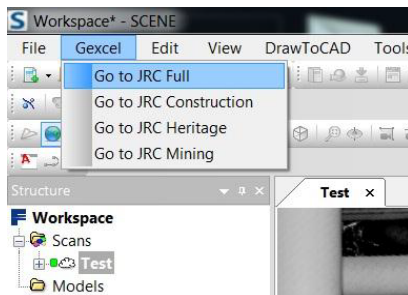 Workspace* - SCENE
File Gexcel Edit View DrawToCAD Tools
Go to JRC Full
Go to JRC Construction
Go to JRC Heritage
Go to JRC Mining
Structure
Test
Workspace
Scans
Test
Models